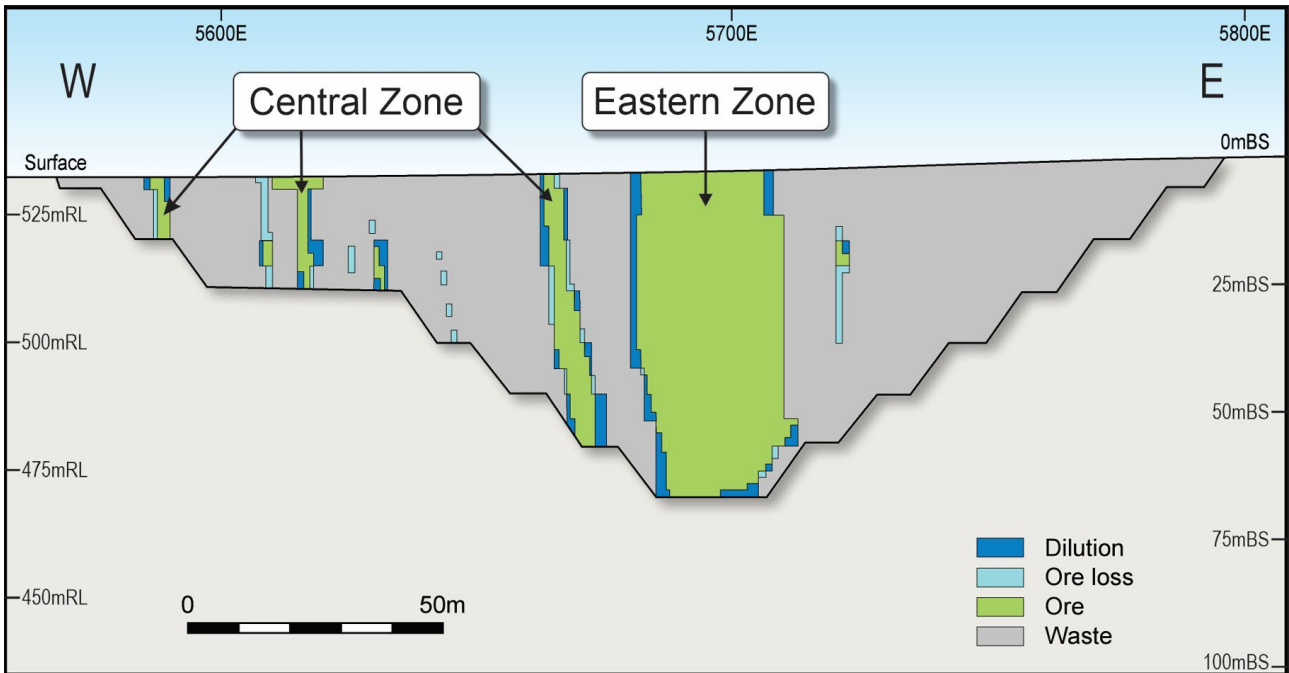 5600E
5700E
5800E
W
E
Central Zone
Eastern Zone
Surface
0mBS
525mRL
25mBS
500mRL
50mBS
475mRL
75mBS
450mRL
100mBS
0
50m
Dilution
Ore loss
Ore
Waste